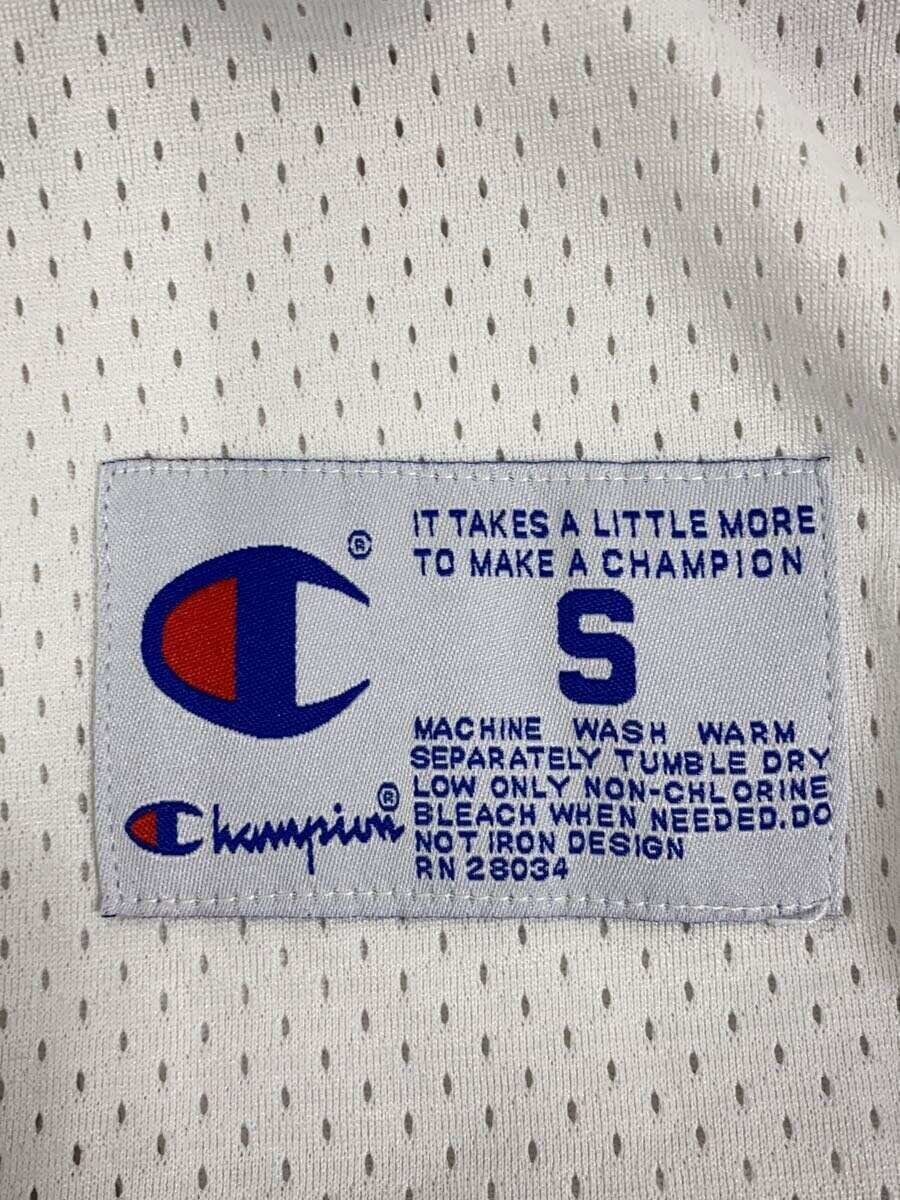 IT TAKES A LITTLE MORE
TO MAKE A CHAMPION
®
S
MACHINE WASH WARM
SEPARATELY TUMBLE DRY
LOW ONLY NON-CHLORINE
BLEACH WHEN NEEDED. DO
NOT IRON DESIGN
RN 28034
Champion®